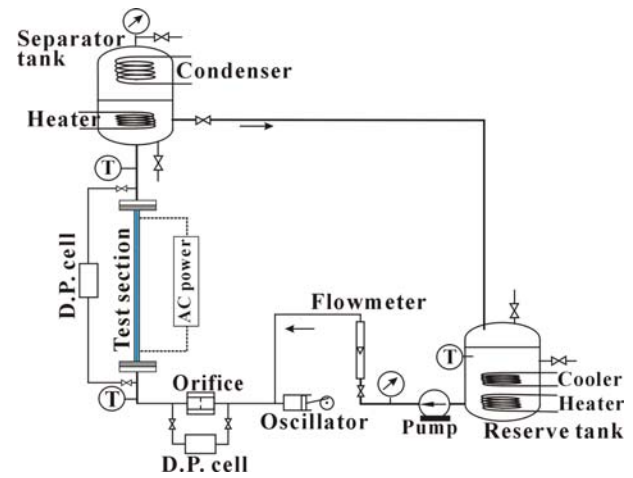 Separator
tank
Condenser
Heater
T
D.P. cell
Test section
AC power
Flowmeter
T
Orifice
T
Cooler
Oscillator
Heater
Pump
Reserve tank
D.P. cell